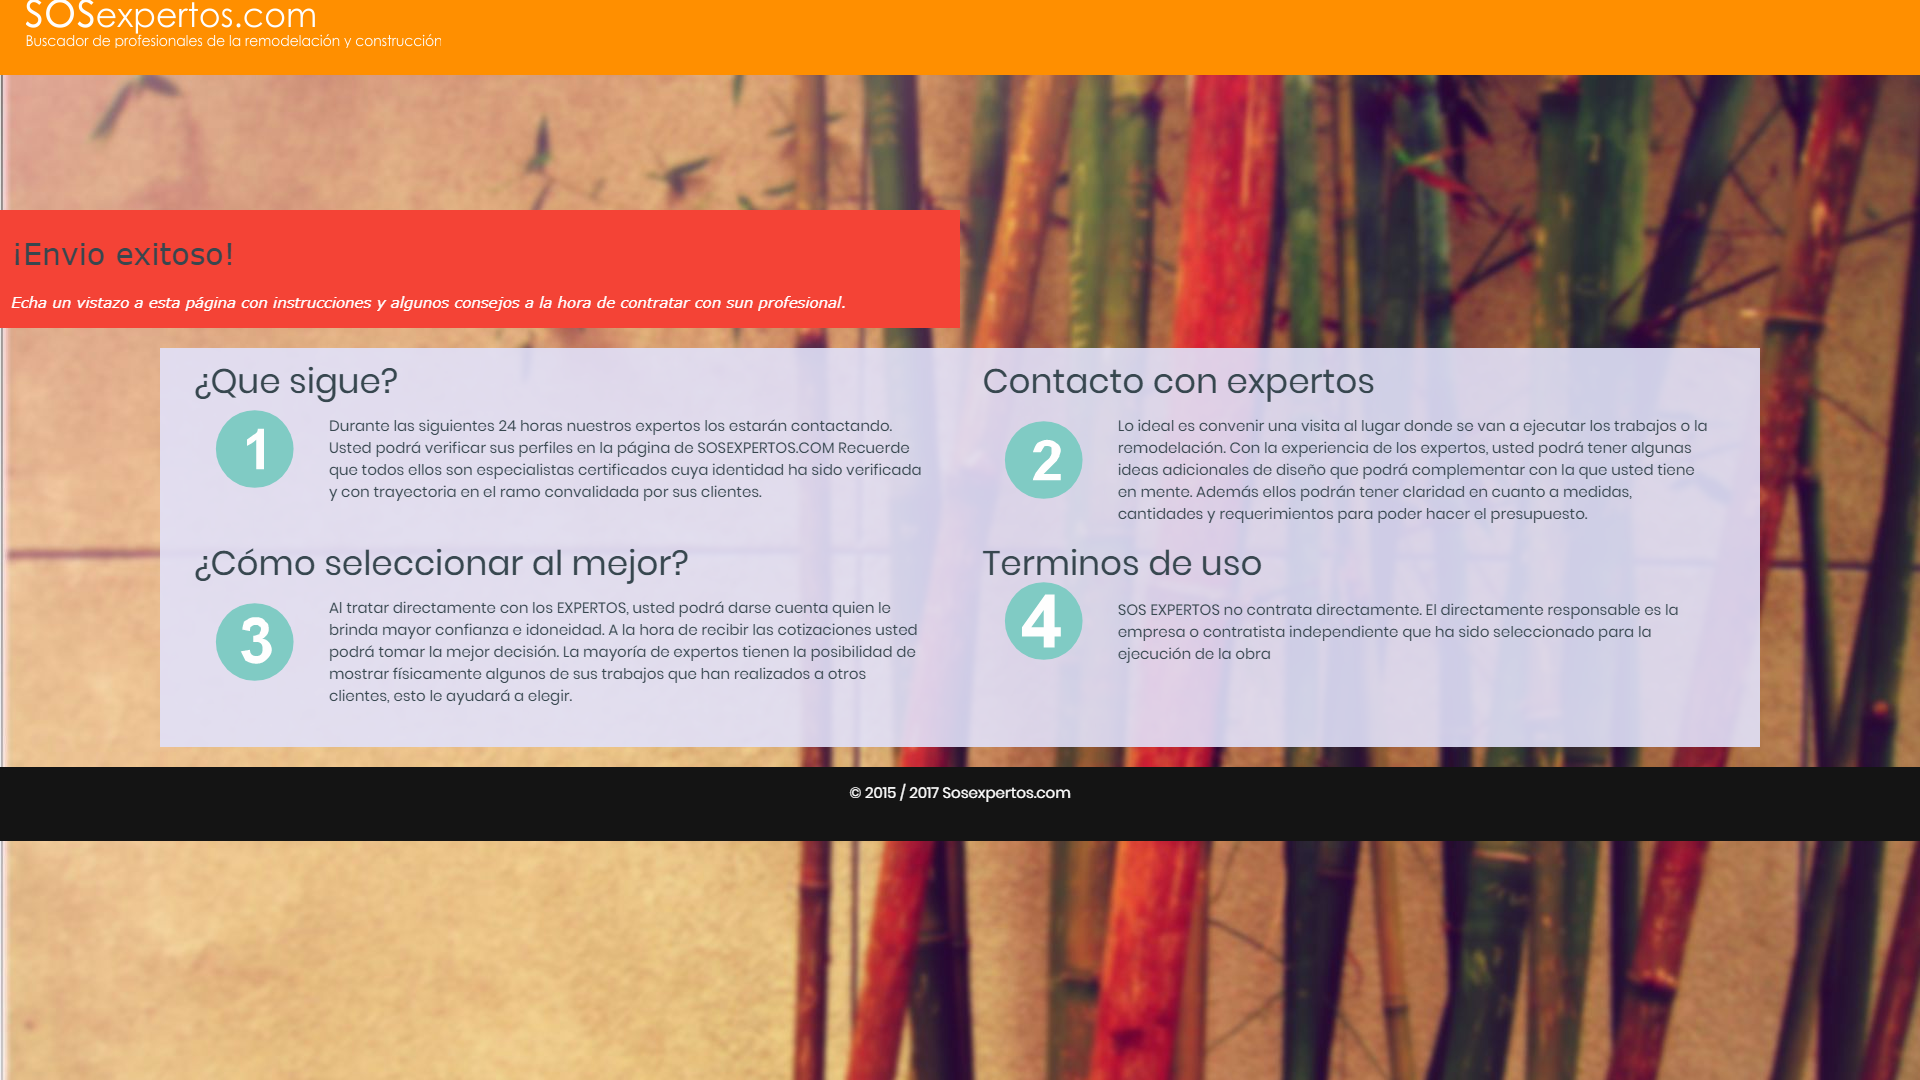 SOSexpertos.com
Buscador de profesionales de la remodelación y construcción
¡Envio exitoso!
Echa un vistazo a esta página con instrucciones y algunos consejos a la hora de contratar con sun profesional.
¿Que sigue?
1
Durante las siguientes 24 horas nuestros expertos los estarán contactando.
Usted podrá verificar sus perfiles en la página de SOSEXPERTOS.COM Recuerde
que todos ellos son especialistas certificados cuya identidad ha sido verificada
y con trayectoria en el ramo convalidada por sus clientes.
Contacto con expertos
2
Lo ideal es convenir una visita al lugar donde se van a ejecutar los trabajos o la
remodelación. Con la experiencia de los expertos, usted podrá tener algunas
ideas adicionales de diseño que podrá complementar con la que usted tiene
en mente. Además ellos podrán tener claridad en cuanto a medidas,
cantidades y requerimientos para poder hacer el presupuesto.
¿Cómo seleccionar al mejor?
3
Al tratar directamente con los EXPERTOS, usted podrá darse cuenta quien le
brinda mayor confianza e idoneidad. A la hora de recibir las cotizaciones usted
podrá tomar la mejor decisión. La mayoría de expertos tienen la posibilidad de
mostrar físicamente algunos de sus trabajos que han realizados a otros
clientes, esto le ayudará a elegir.
Terminos de uso
4
SOS EXPERTOS no contrata directamente. El directamente responsable es la
empresa o contratista independiente que ha sido seleccionado para la
ejecución de la obra
© 2015 / 2017 Sosexpertos.com